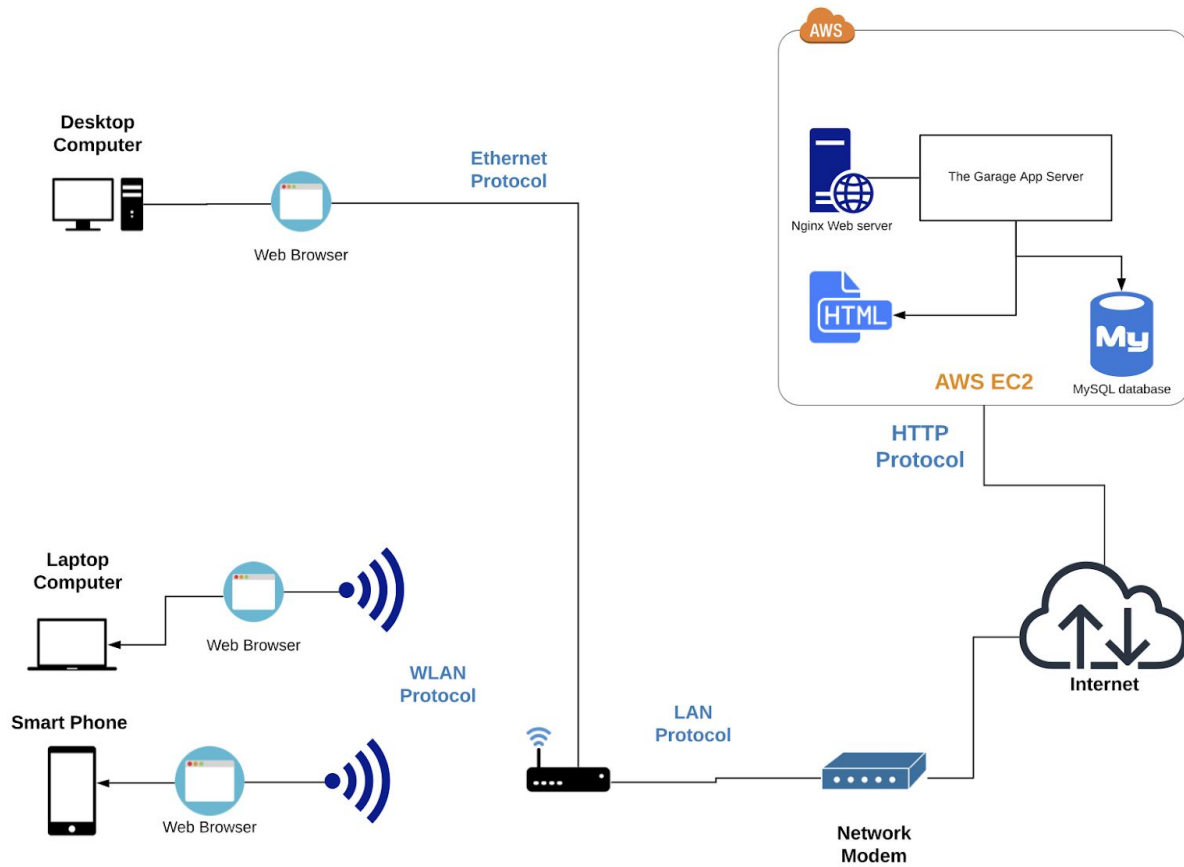 AWS
Desktop
Computer
Ethernet
Protocol
Web Browser
The Garage App Server
Nginx Web server
HTML
My
AWS EC2
MySQL database
HTTP
Protocol
Laptop
Computer
Web Browser
WLAN
Protocol
Internet
Smart Phone
LAN
Protocol
Web Browser
Network
Modem